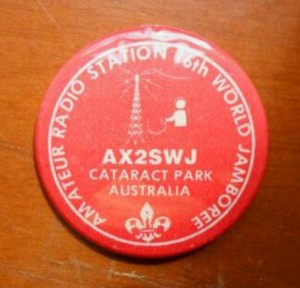 AMATEUR RADIO STATION 16th WORLD JAMBOREE
AX2SWJ
CATARACT PARK
AUSTRALIA